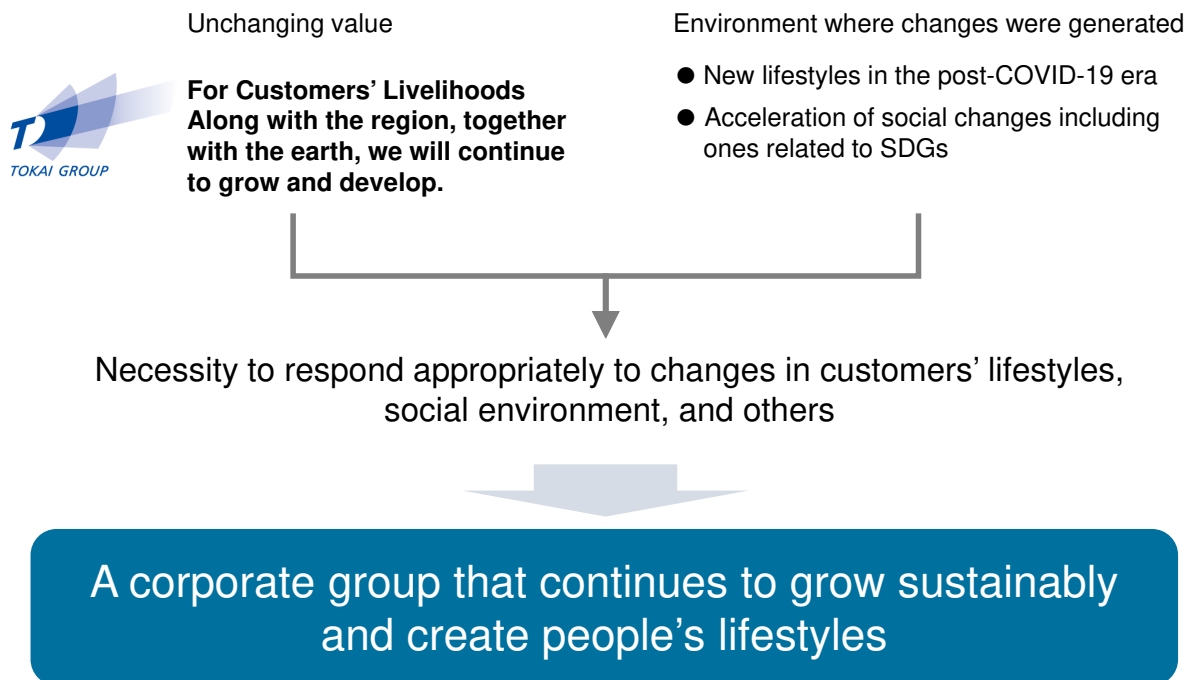 Unchanging value
For Customers’ Livelihoods
Along with the region, together
with the earth, we will continue
to grow and develop.
T
TOKAI GROUP
Environment where changes were generated
● New lifestyles in the post-COVID-19 era
● Acceleration of social changes including
ones related to SDGs
Necessity to respond appropriately to changes in customers’ lifestyles,
social environment, and others
A corporate group that continues to grow sustainably
and create people’s lifestyles